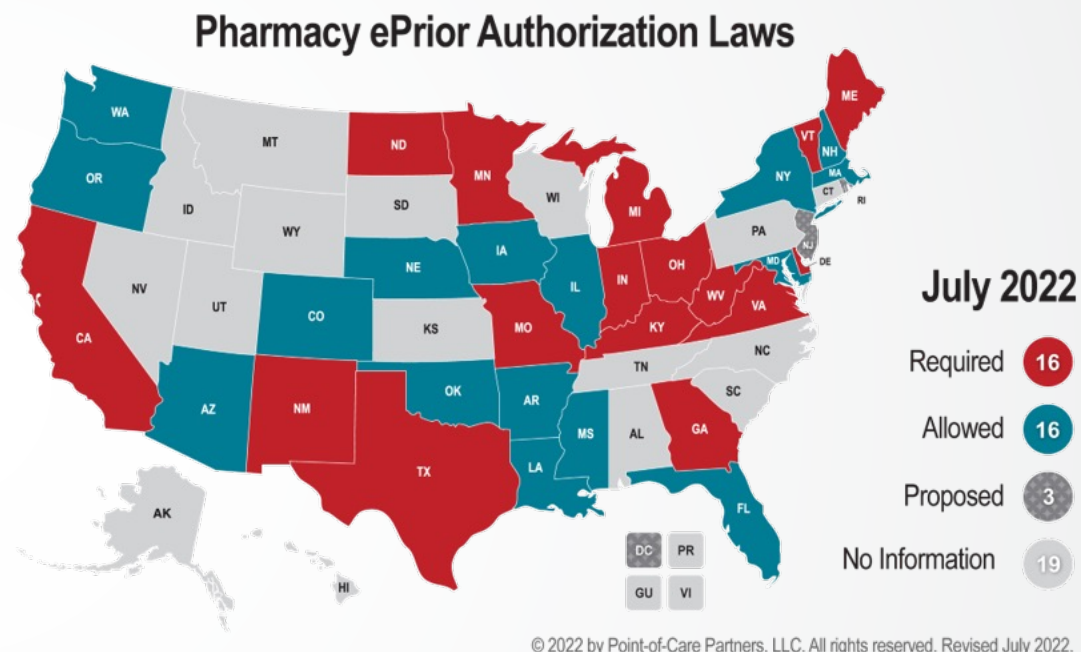 Pharmacy ePrior Authorization Laws
WA
MT
ND
MN
ME
VT
NH
OR
ID
SD
WI
NY
MA
CT
RI
WY
MI
PA
NJ
IA
NE
NV
UT
CO
IL
IN
OH
MD
DE
WV
VA
CA
KS
MO
KY
NC
TN
AZ
NM
OK
AR
SC
MS
AL
GA
TX
LA
FL
AK
HI
DC
PR
GU
VI
July 2022
Required 16
Allowed 16
Proposed 3
No Information 19
© 2022 by Point-of-Care Partners, LLC. All rights reserved. Revised July 2022.